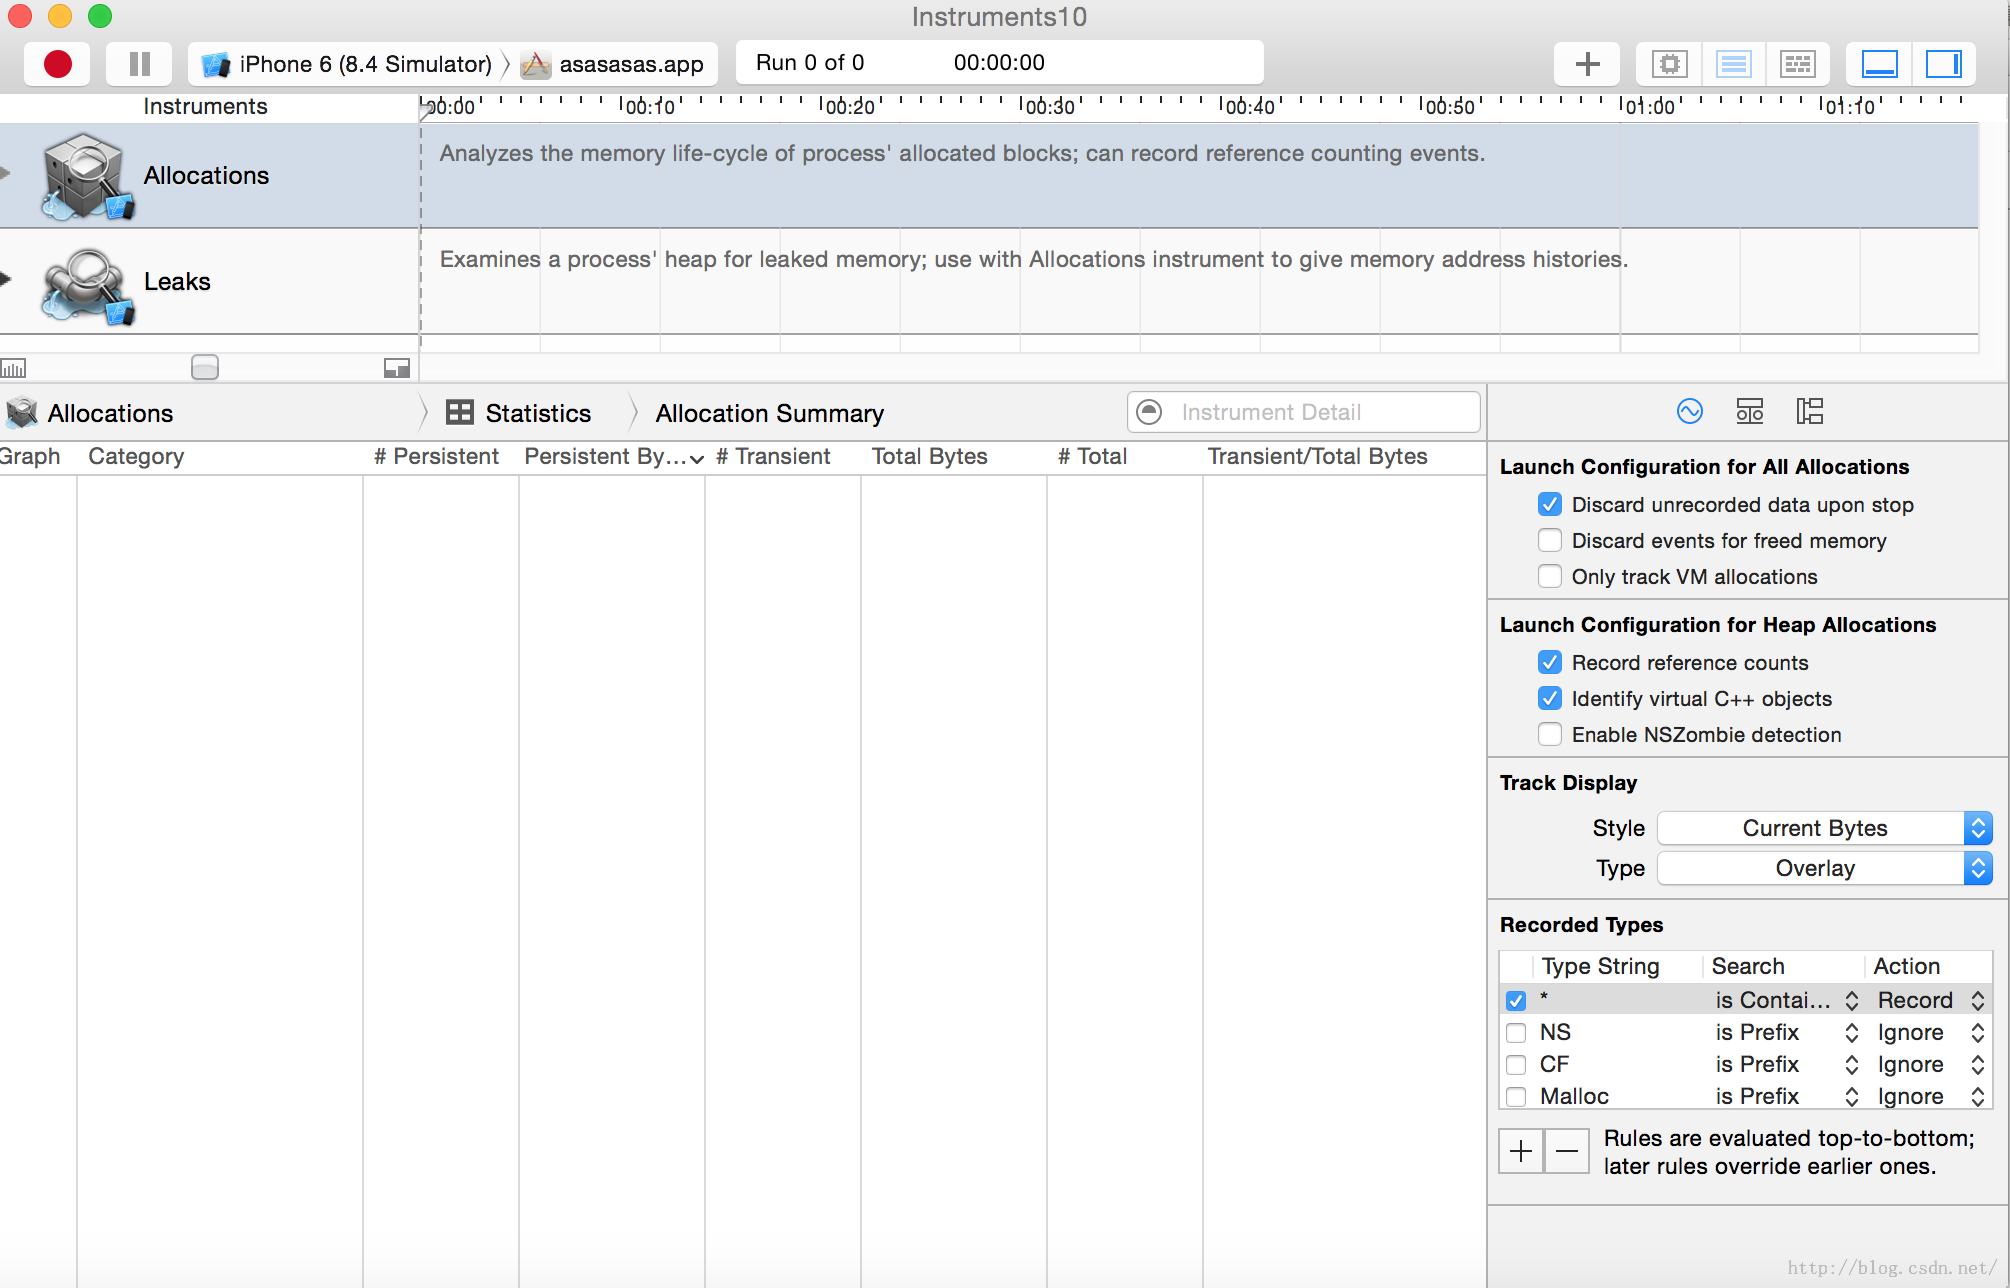 Instruments10
iPhone 6 (8.4 Simulator) asasasas.app Run 0 of 0 00:00:00
Instruments 00:00 00:10 00:20 00:30 00:40 00:50 01:00 01:10
Allocations Analyzes the memory life-cycle of process' allocated blocks; can record reference counting events.
Leaks Examines a process' heap for leaked memory; use with Allocations instrument to give memory address histories.
Allocations Statistics Allocation Summary Instrument Detail
Graph Category # Persistent Persistent By... # Transient Total Bytes # Total Transient/Total Bytes
Launch Configuration for All Allocations
Discard unrecorded data upon stop
Discard events for freed memory
Only track VM allocations
Launch Configuration for Heap Allocations
Record reference counts
Identify virtual C++ objects
Enable NSZombie detection
Track Display
Style Current Bytes
Type Overlay
Recorded Types
Type String Search Action
* is Contai... Record
NS is Prefix Ignore
CF is Prefix Ignore
Malloc is Prefix Ignore
Rules are evaluated top-to-bottom;
later rules override earlier ones.
http://blog.csdn.net/